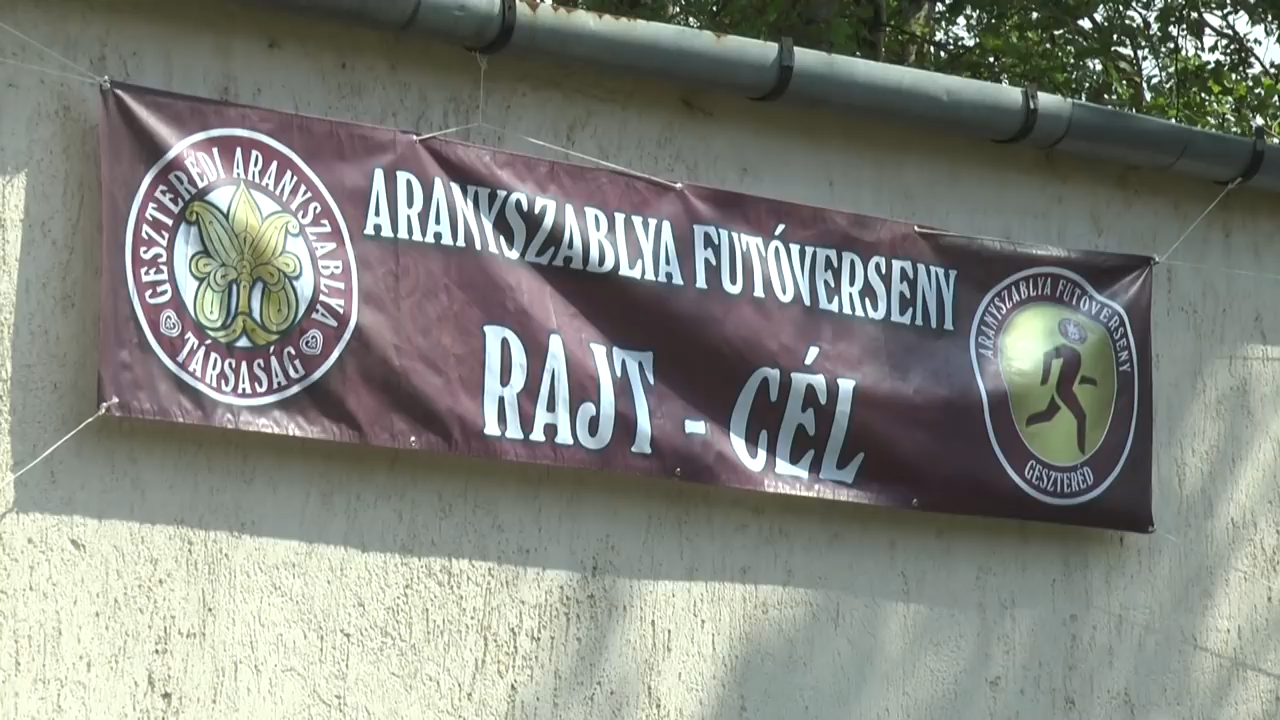 GESZTERÉDI ARANYSZABLYA
TÁRSASÁG
ARANYSZABLYA FUTÓVERSENY
RAJT - CÉL
ARANYSZABLYA FUTÓVERSENY
GESZTERÉD